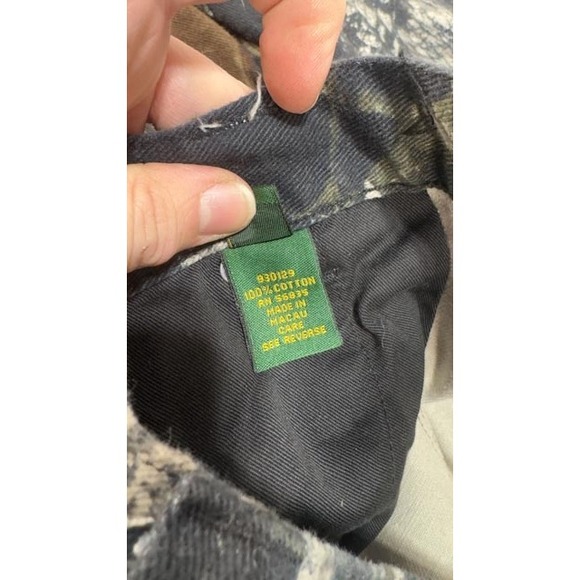 930129
100% COTTON
RN 56835
MADE IN
MACAU
CARE
SEE REVERSE